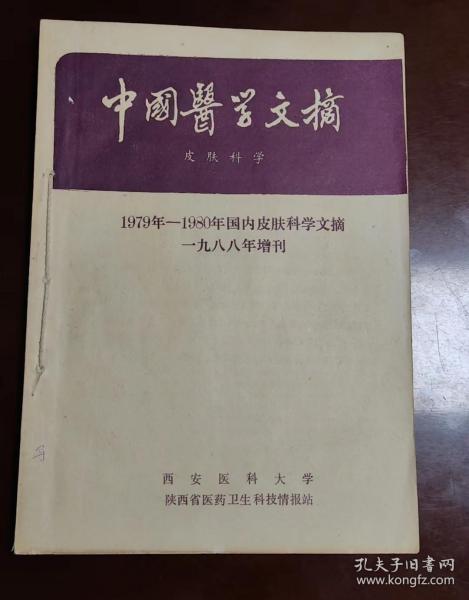 中國醫学文摘
皮肤科学
1979年—1980年国内皮肤科学文摘
一九八八年增刊
西安医科大学
陕西省医药卫生科技情报站
孔夫子旧书网
www.kongfz.com